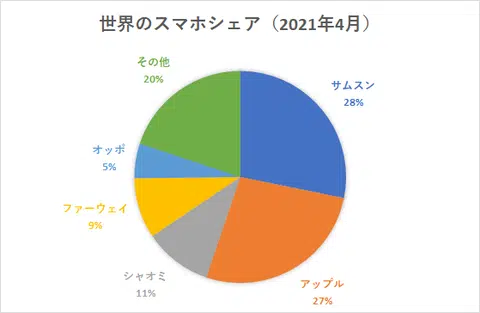 世界のスマホシェア（2021年4月）
サムスン
28%
アップル
27%
シャオミ
11%
ファーウェイ
9%
オッポ
5%
その他
20%